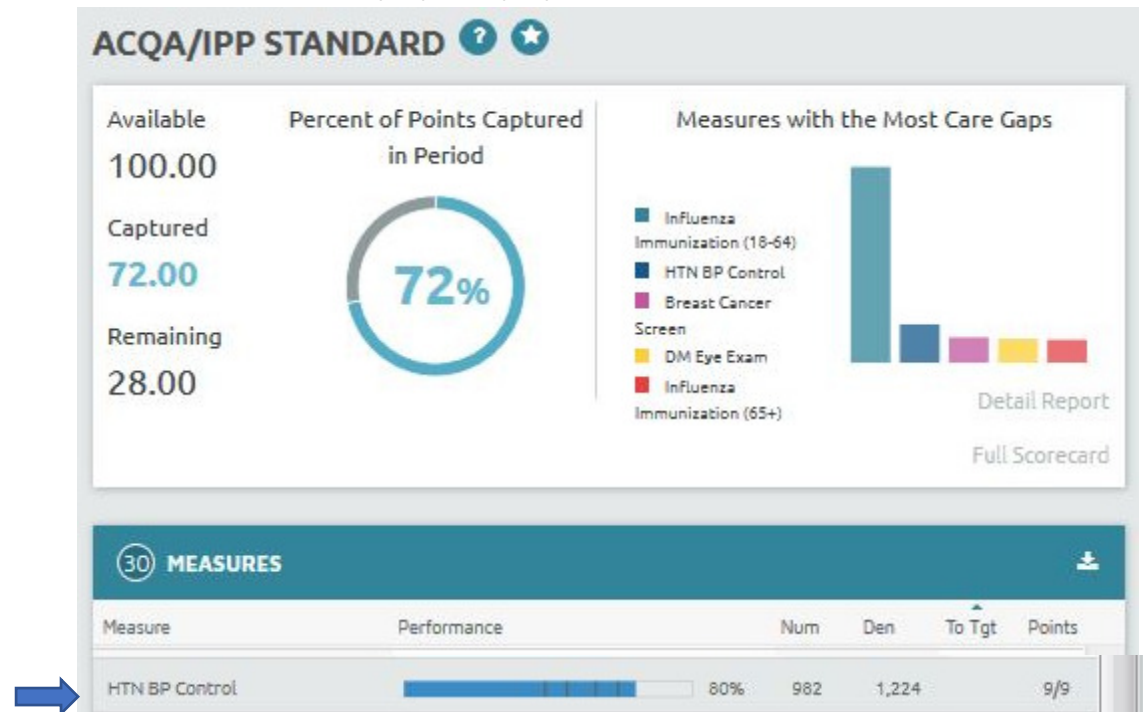 ACQA/IPP STANDARD ?
Available
100.00
Captured
72.00
Remaining
28.00
Percent of Points Captured
in Period
72%
Measures with the Most Care Gaps
Influenza
Immunization (18-64)
HTN BP Control
Breast Cancer
Screen
DM Eye Exam
Influenza
Immunization (65+)
Detail Report
Full Scorecard
30 MEASURES
Measure Performance Num Den To Tgt Points
HTN BP Control 80% 982 1,224 9/9